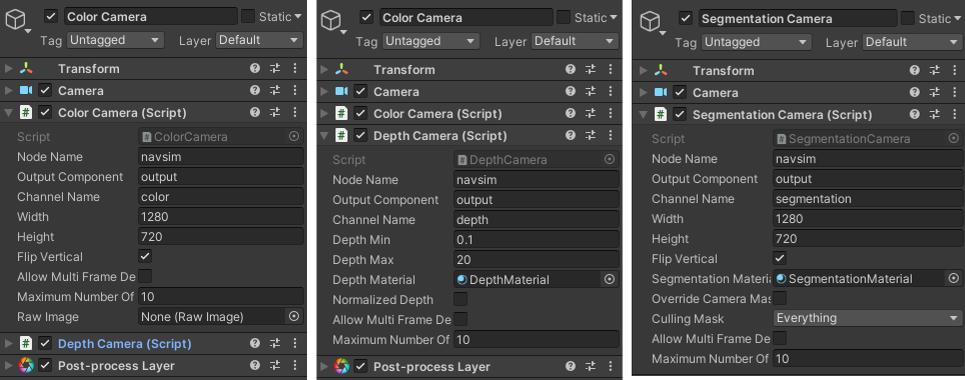 Color Camera Static
Tag Untagged Layer Default
Transform
Camera
Color Camera (Script)
Script ColorCamera
Node Name navsim
Output Component output
Channel Name color
Width 1280
Height 720
Flip Vertical
Allow Multi Frame De
Maximum Number Of 10
Raw Image None (Raw Image)
Depth Camera (Script)
Post-process Layer
Color Camera Static
Tag Untagged Layer Default
Transform
Camera
Color Camera (Script)
Depth Camera (Script)
Script DepthCamera
Node Name navsim
Output Component output
Channel Name depth
Depth Min 0.1
Depth Max 20
Depth Material DepthMaterial
Normalized Depth
Allow Multi Frame De
Maximum Number Of 10
Post-process Layer
Segmentation Camera Static
Tag Untagged Layer Default
Transform
Camera
Segmentation Camera (Script)
Script SegmentationCamera
Node Name navsim
Output Component output
Channel Name segmentation
Width 1280
Height 720
Flip Vertical
Segmentation Materia SegmentationMaterial
Override Camera Mas
Culling Mask Everything
Allow Multi Frame De
Maximum Number Of 10